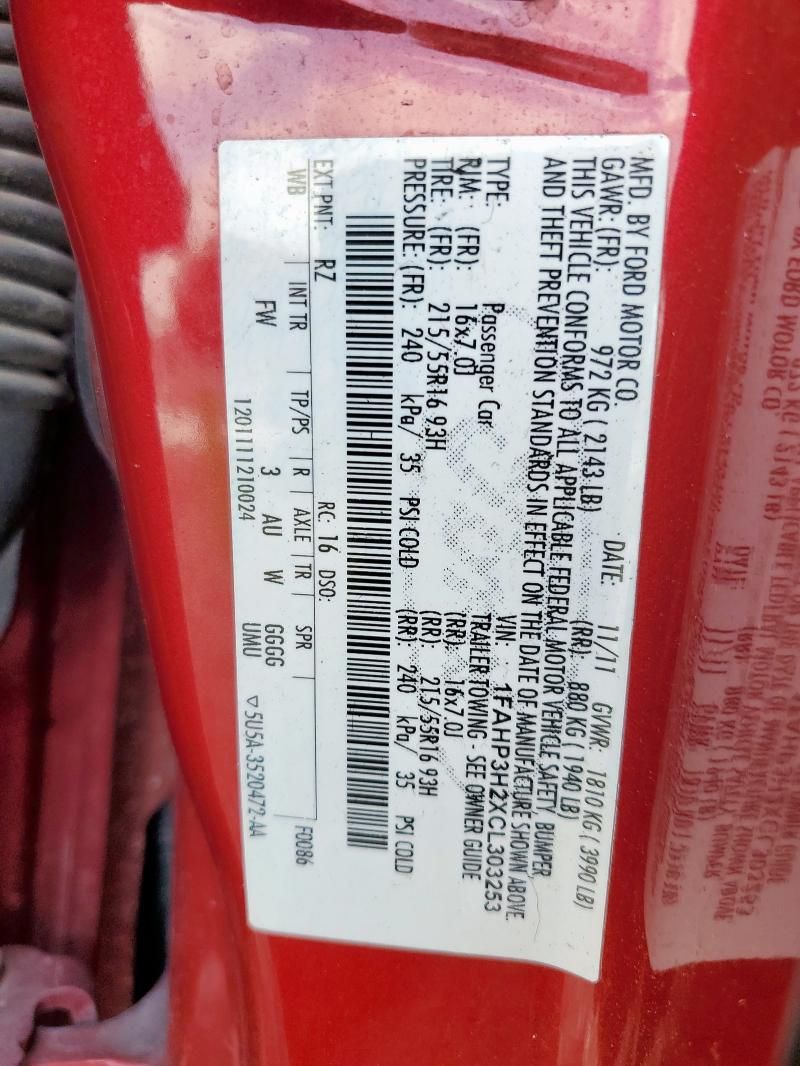 MFD. BY FORD MOTOR CO.
DATE: 11/11 GVWR: 1810 KG ( 3990 LB)
GAWR: (FR): 972 KG ( 2143 LB) (RR): 880 KG ( 1940 LB)
THIS VEHICLE CONFORMS TO ALL APPLICABLE FEDERAL MOTOR VEHICLE SAFETY, BUMPER,
AND THEFT PREVENTION STANDARDS IN EFFECT ON THE DATE OF MANUFACTURE SHOWN ABOVE.
VIN : 1FAHP3H2XCL303253
TYPE: Passenger Car TRAILER TOWING - SEE OWNER GUIDE
RIM: (FR): 16x7.0J (RR): 16x7.0J
TIRE: (FR): 215/55R16 93H (RR): 215/55R16 93H
PRESSURE: (FR): 240 kPa/ 35 PSI COLD (RR): 240 kPa/ 35 PSI COLD
EXT PNT: RZ RC: 16 DSO: F0086
WB INT TR TP/PS R AXLE TR SPR
FW 3 AU W GGGG
UMU
1201111210024
▽5U5A-3520472-AA